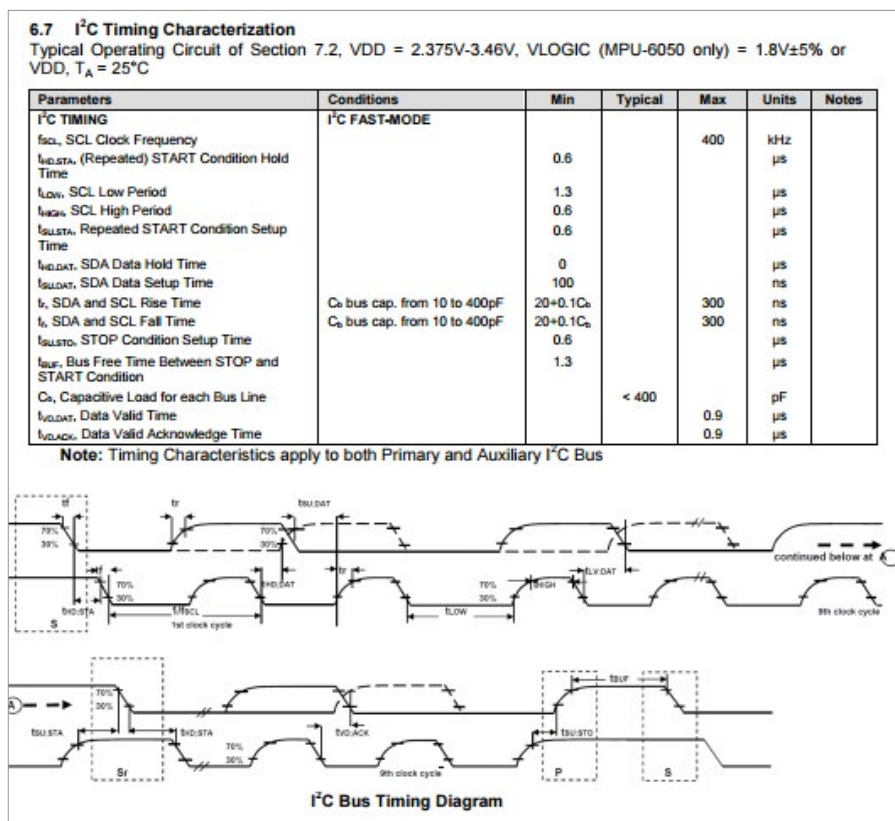 6.7 I²C Timing Characterization
Typical Operating Circuit of Section 7.2, VDD = 2.375V-3.46V, VLOGIC (MPU-6050 only) = 1.8V±5% or
VDD, TA = 25°C
Parameters Conditions Min Typical Max Units Notes
I²C TIMING I²C FAST-MODE
fSCL, SCL Clock Frequency 400 kHz
tHD.STA, (Repeated) START Condition Hold 0.6 µs
Time
tLOW, SCL Low Period 1.3 µs
tHIGH, SCL High Period 0.6 µs
tSU.STA, Repeated START Condition Setup 0.6 µs
Time
tHD.DAT, SDA Data Hold Time 0 µs
tSU.DAT, SDA Data Setup Time 100 ns
tr, SDA and SCL Rise Time Cb bus cap. from 10 to 400pF 20+0.1Cb 300 ns
tf, SDA and SCL Fall Time Cb bus cap. from 10 to 400pF 20+0.1Cb 300 ns
tSU.STO, STOP Condition Setup Time 0.6 µs
tBUF, Bus Free Time Between STOP and 1.3 µs
START Condition
Cb, Capacitive Load for each Bus Line < 400 pF
tVD.DAT, Data Valid Time 0.9 µs
tVD.ACK, Data Valid Acknowledge Time 0.9 µs
Note: Timing Characteristics apply to both Primary and Auxiliary I²C Bus
tf tr tSU;DAT
70% 70%
30% 30%
continued below at A
tf tHD;DAT tr 70% tHIGH
70%
30% 30%
tHD;STA 1/fSCL tLOW
S 1st clock cycle 9th clock cycle
tBUF
A 70%
30%
tSU;STA tHD;STA tVD;ACK tSU;STO
70%
30%
Sr 9th clock cycle P S
I²C Bus Timing Diagram